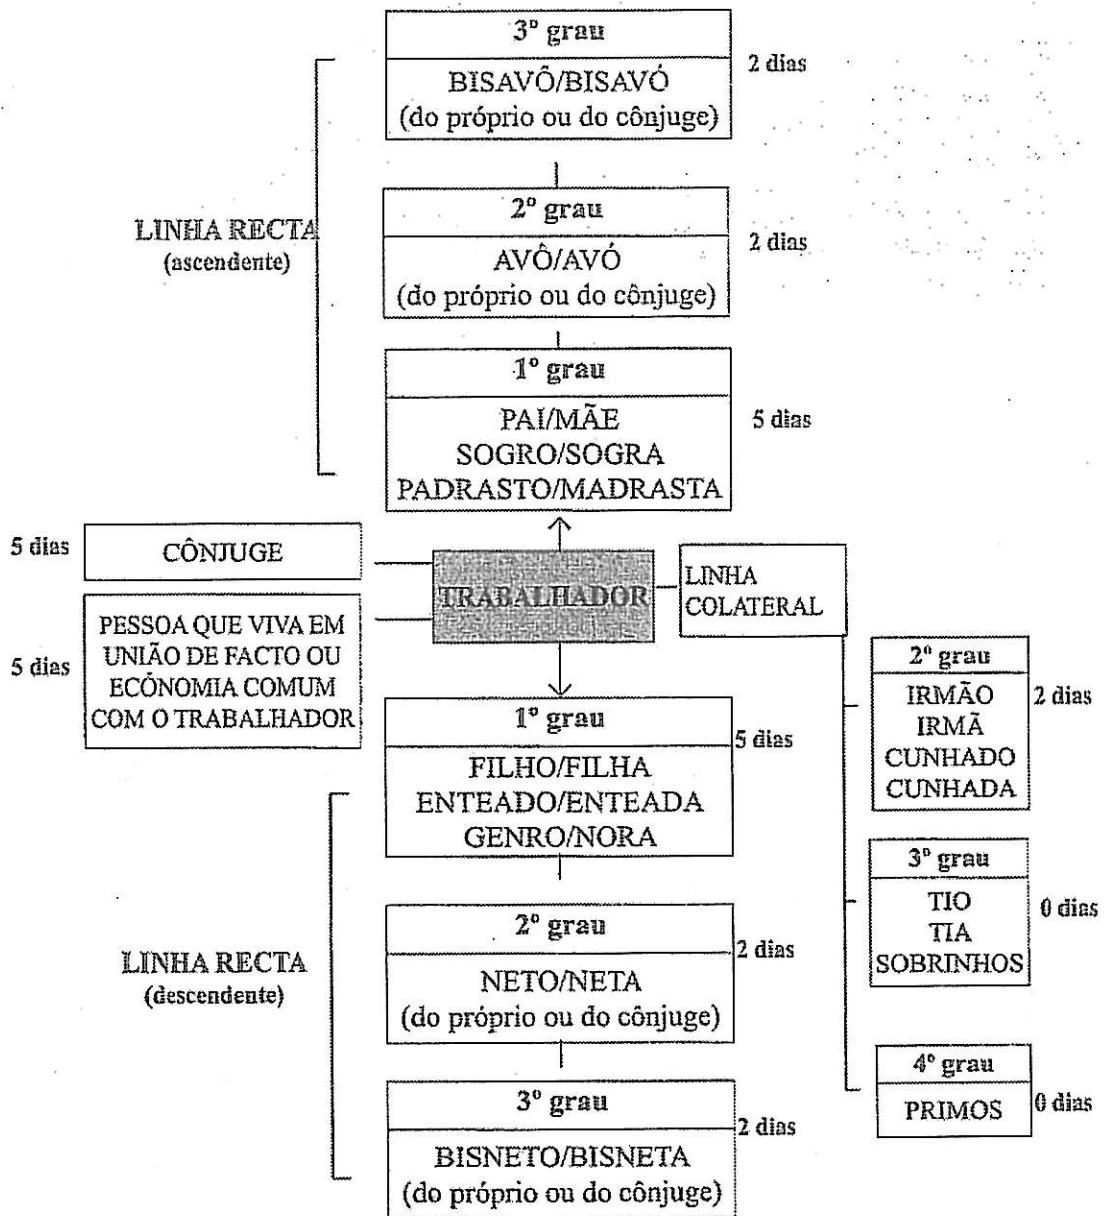 3º grau
2 dias
BISAVÔ/BISAVÓ
(do próprio ou do cônjuge)
2º grau
2 dias
AVÔ/AVÓ
(do próprio ou do cônjuge)
LINHA RECTA
(ascendente)
1º grau
PAI/MÃE
5 dias
SOGRO/SOGRA
PADRASTO/MADRASTA
5 dias
CÔNJUGE
TRABALHADOR
LINHA
COLATERAL
5 dias
PESSOA QUE VIVA EM
UNIÃO DE FACTO OU
ECÓNOMIA COMUM
COM O TRABALHADOR
2º grau
IRMÃO
2 dias
IRMÃ
CUNHADO
CUNHADA
1º grau
5 dias
FILHO/FILHA
ENTEADO/ENTEADA
GENRO/NORA
3º grau
TIO
0 dias
TIA
SOBRINHOS
2º grau
2 dias
NETO/NETA
(do próprio ou do cônjuge)
LINHA RECTA
(descendente)
4º grau
PRIMOS
0 dias
3º grau
2 dias
BISNETO/BISNETA
(do próprio ou do cônjuge)